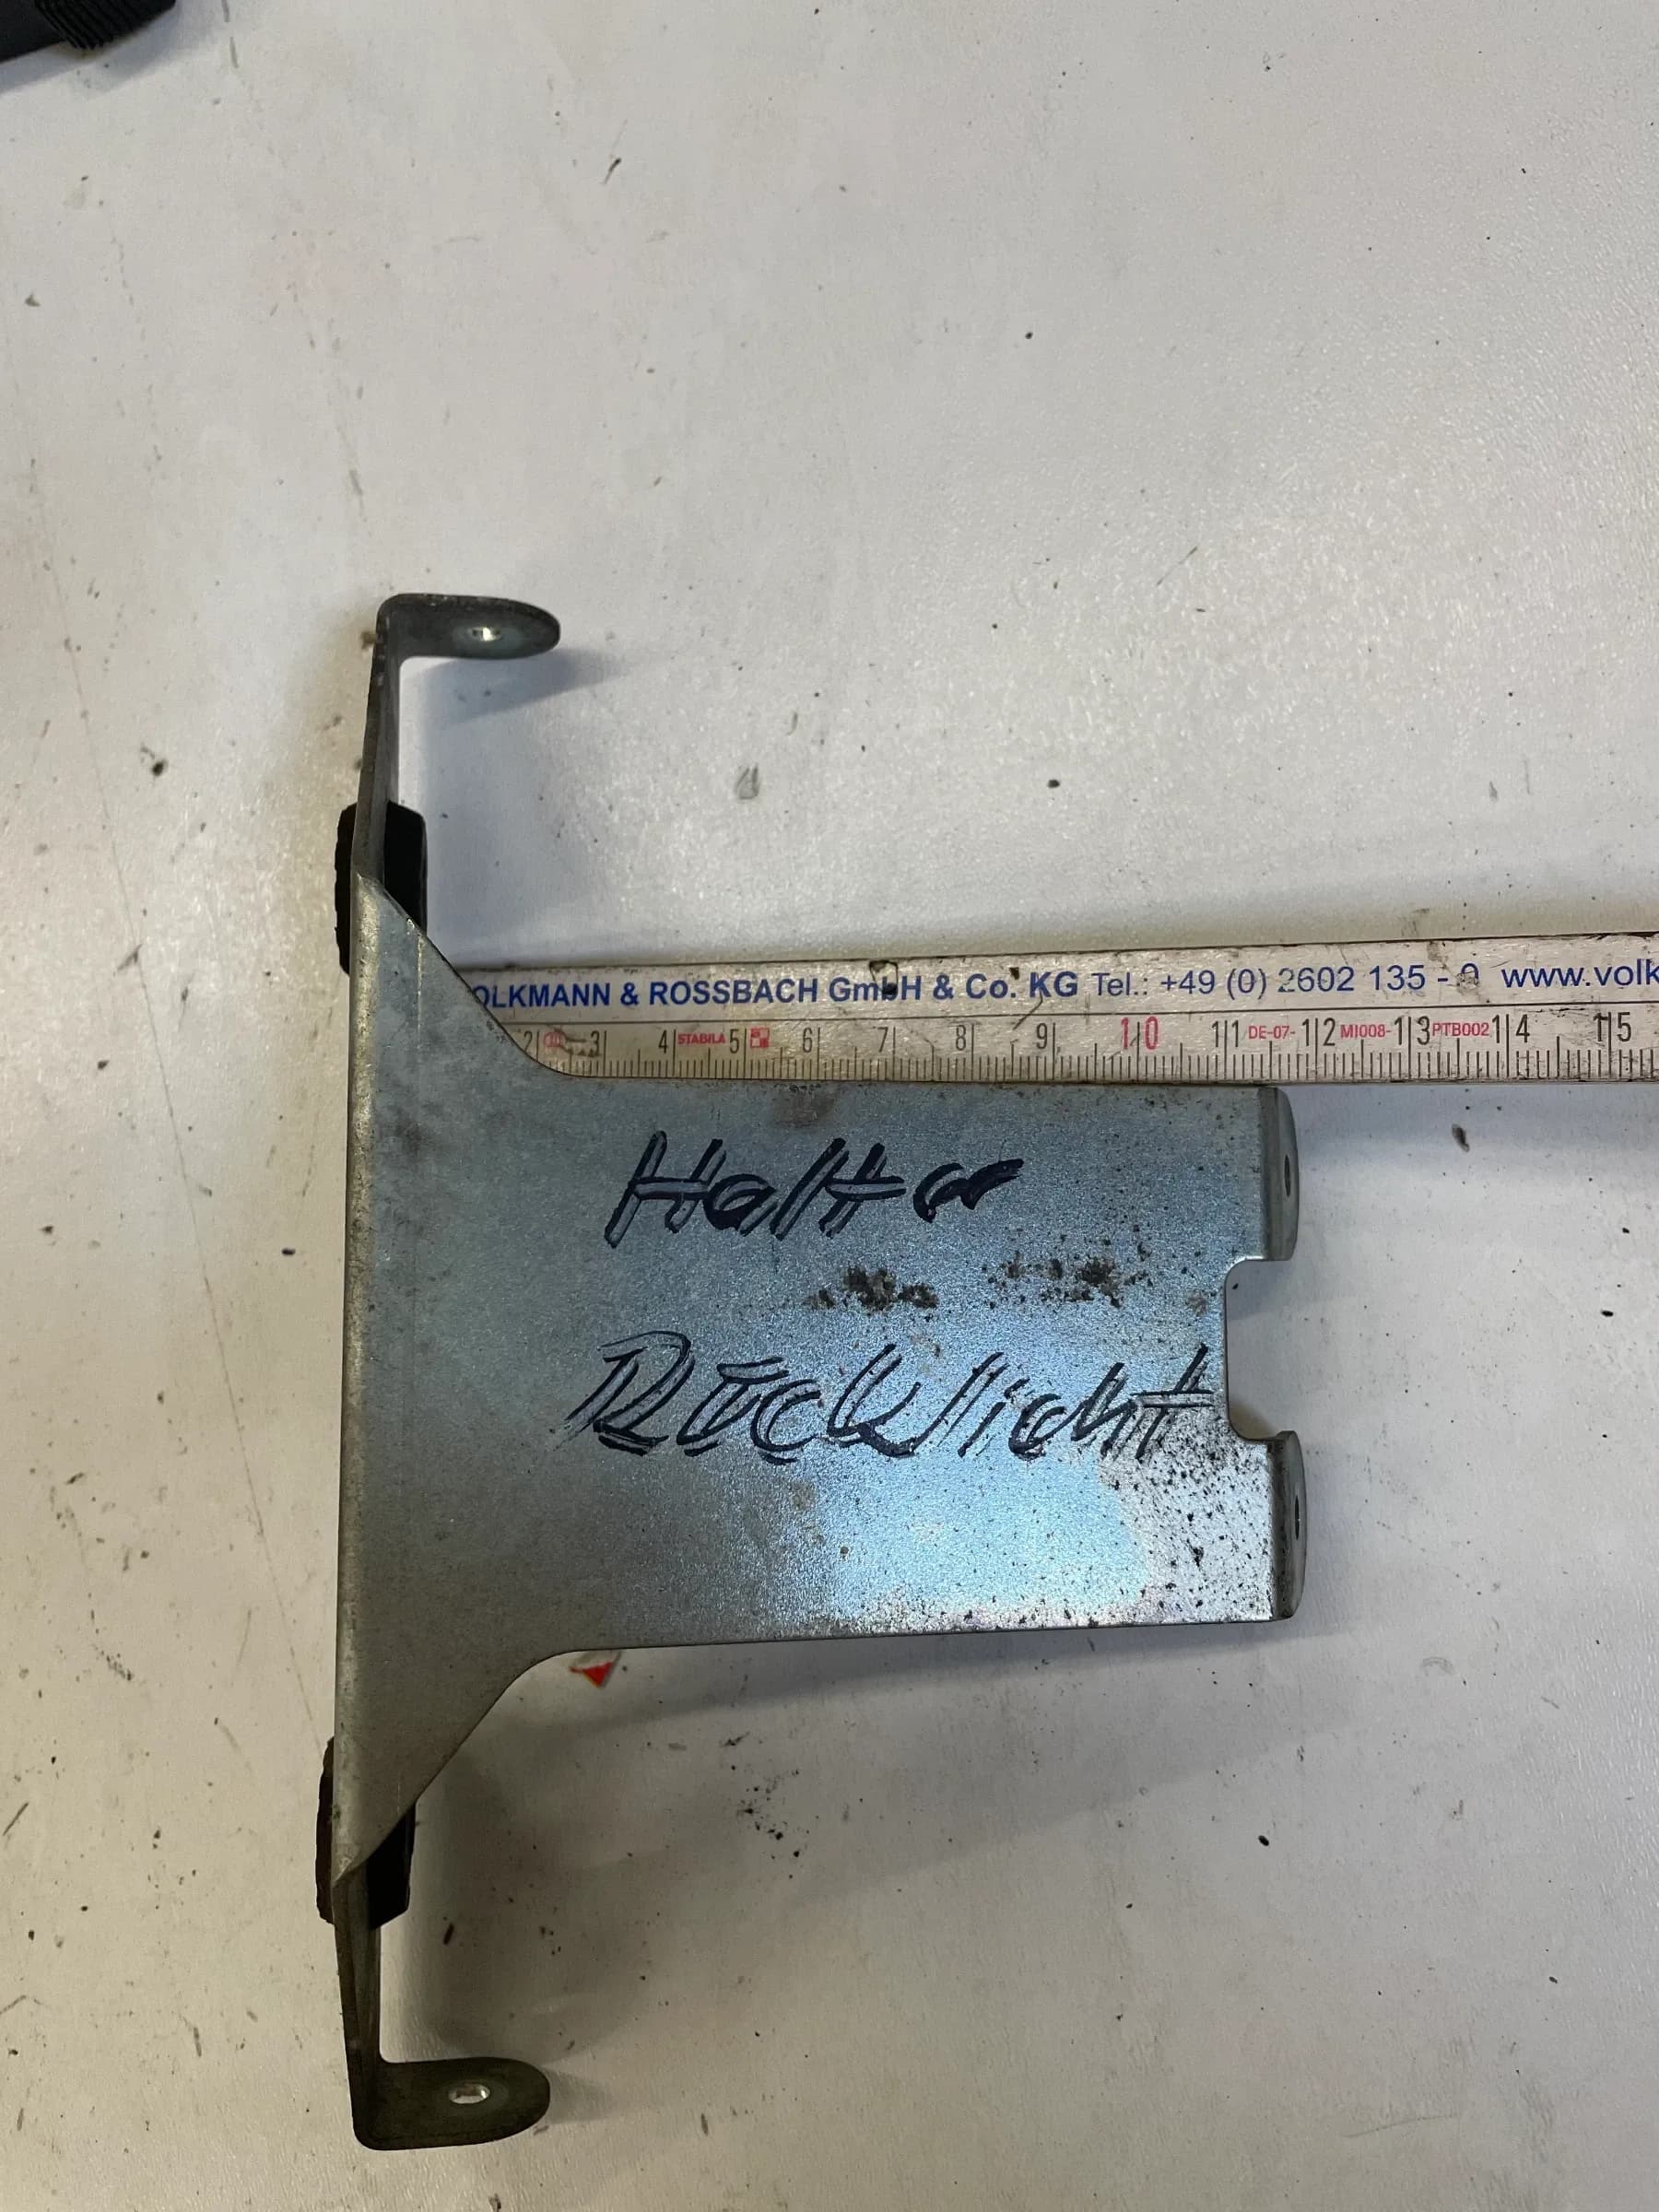 OLKMANN & ROSSBACH GmbH & Co. KG Tel.: +49 (0) 2602 135 - 0 www.volk
2 3 4 STABILA 5 6 7 8 9 10 11 DE-07- 12 MI008- 13 PTB002 14 15
Halter
Rücklicht